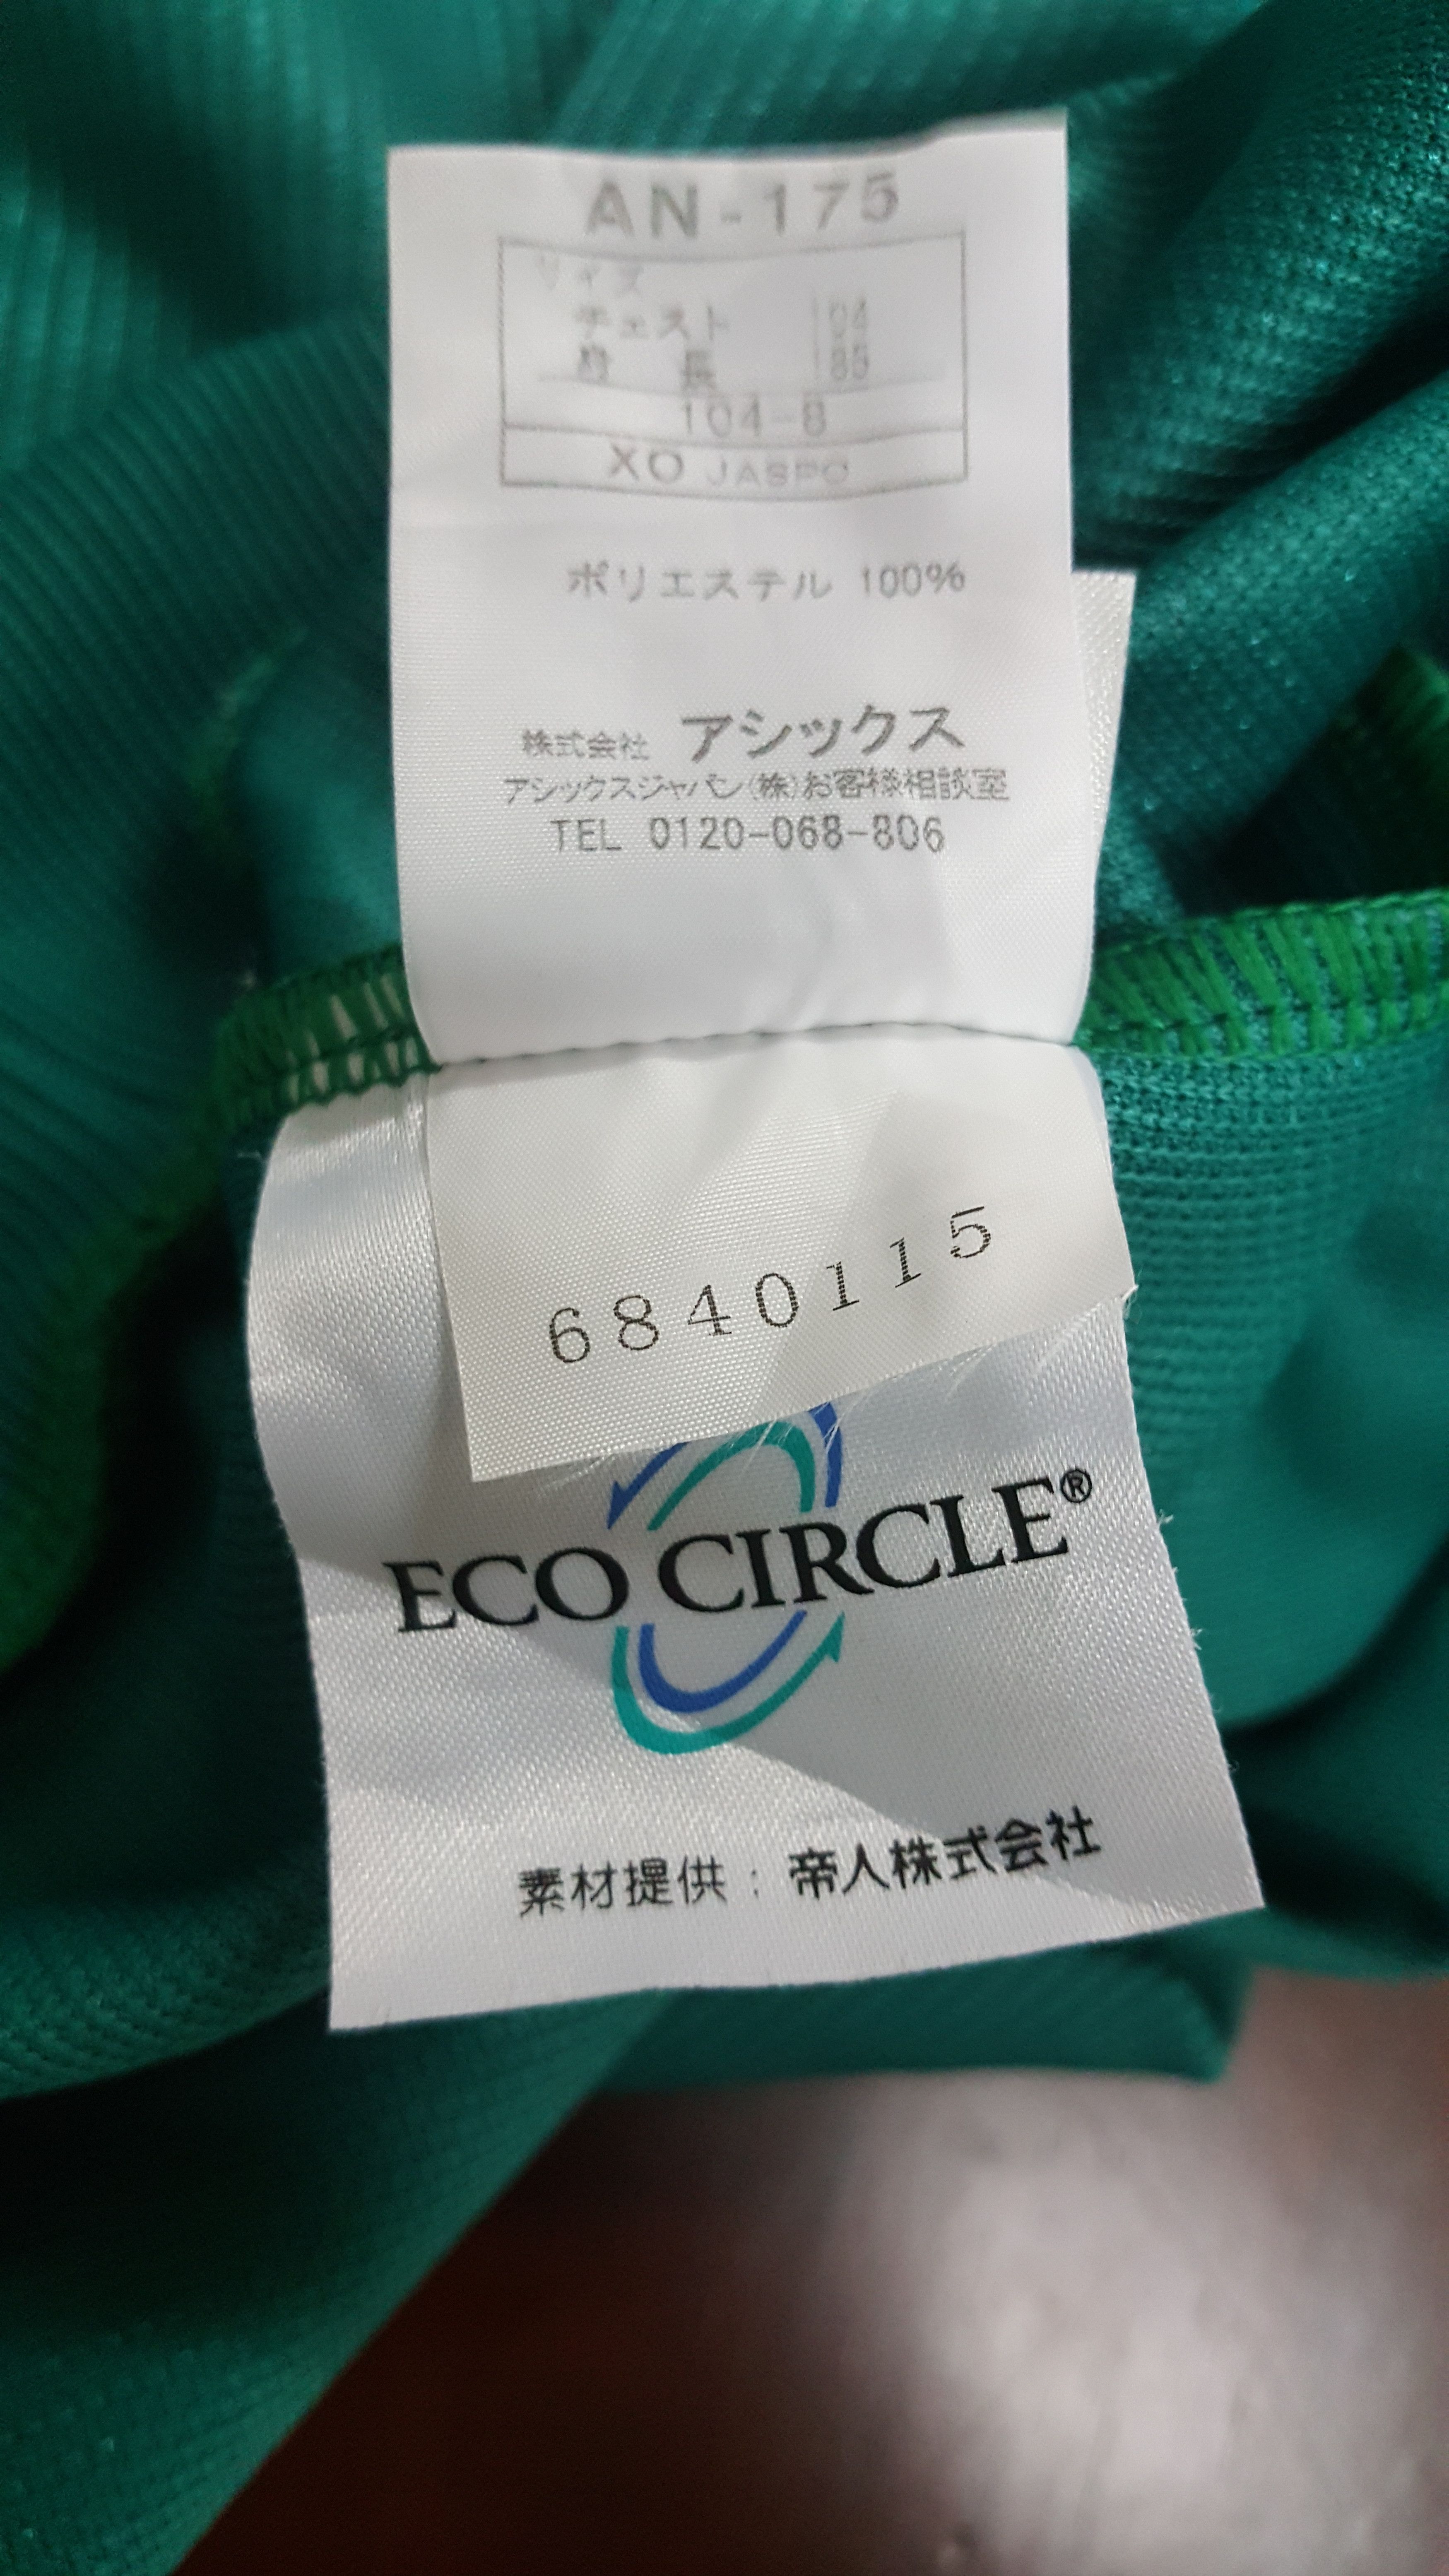 AN-175
サイズ
チェスト 104
身 長 185
104-8
XO JASPO
ポリエステル 100%
株式会社 アシックス
アシックスジャパン(株)お客様相談室
TEL 0120-068-806
6840115
ECO CIRCLE®
素材提供：帝人株式会社